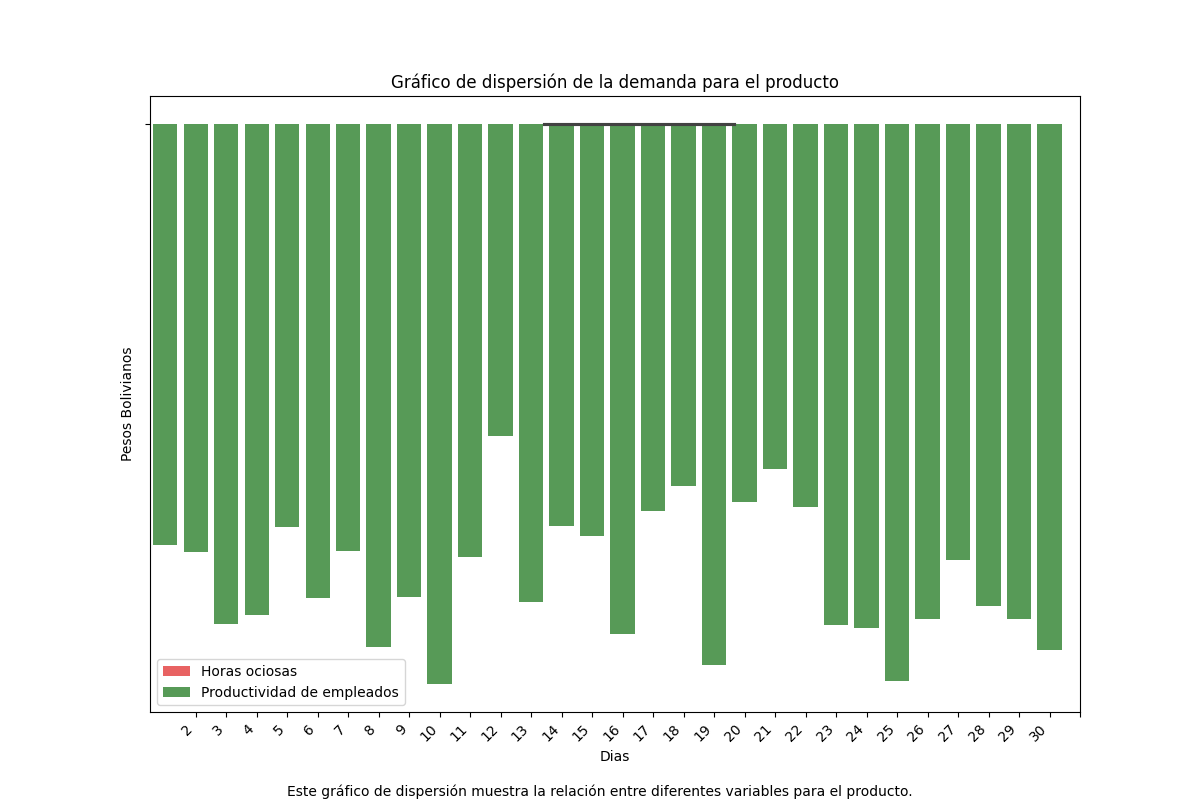 Gráfico de dispersión de la demanda para el producto
Pesos Bolivianos
Horas ociosas
Productividad de empleados
2 3 4 5 6 7 8 9 10 11 12 13 14 15 16 17 18 19 20 21 22 23 24 25 26 27 28 29 30
Dias
Este gráfico de dispersión muestra la relación entre diferentes variables para el producto.